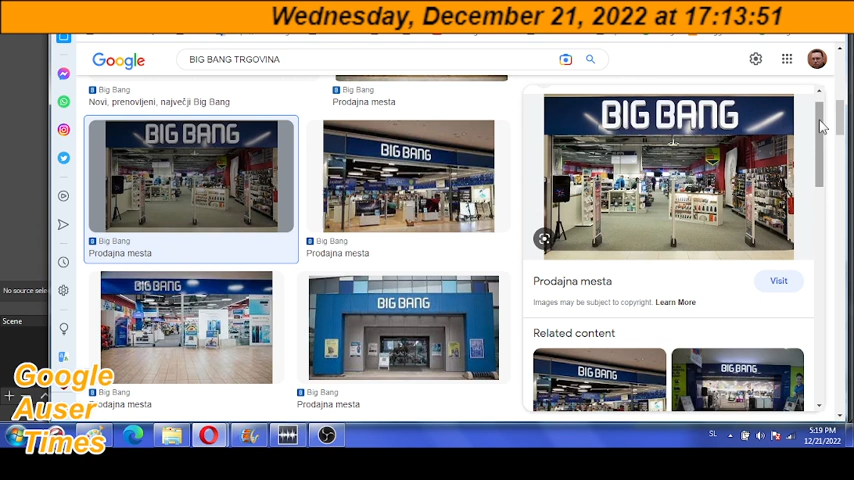 Wednesday, December 21, 2022 at 17:13:51
Google
BIG BANG TRGOVINA
Big Bang
Novi, prenovljeni, največji Big Bang
Big Bang
Prodajna mesta
BIG BANG
Big Bang
Prodajna mesta
BIG BANG
Big Bang
Prodajna mesta
BIG BANG
Big Bang
rodajna mesta
BIG BANG
Big Bang
Prodajna mesta
BIG BANG
Prodajna mesta
Visit
Images may be subject to copyright. Learn More
Related content
BIG BANG
BIG BANG
No source sele
Scene
Google
Auser
Times
SL
5:19 PM
12/21/2022